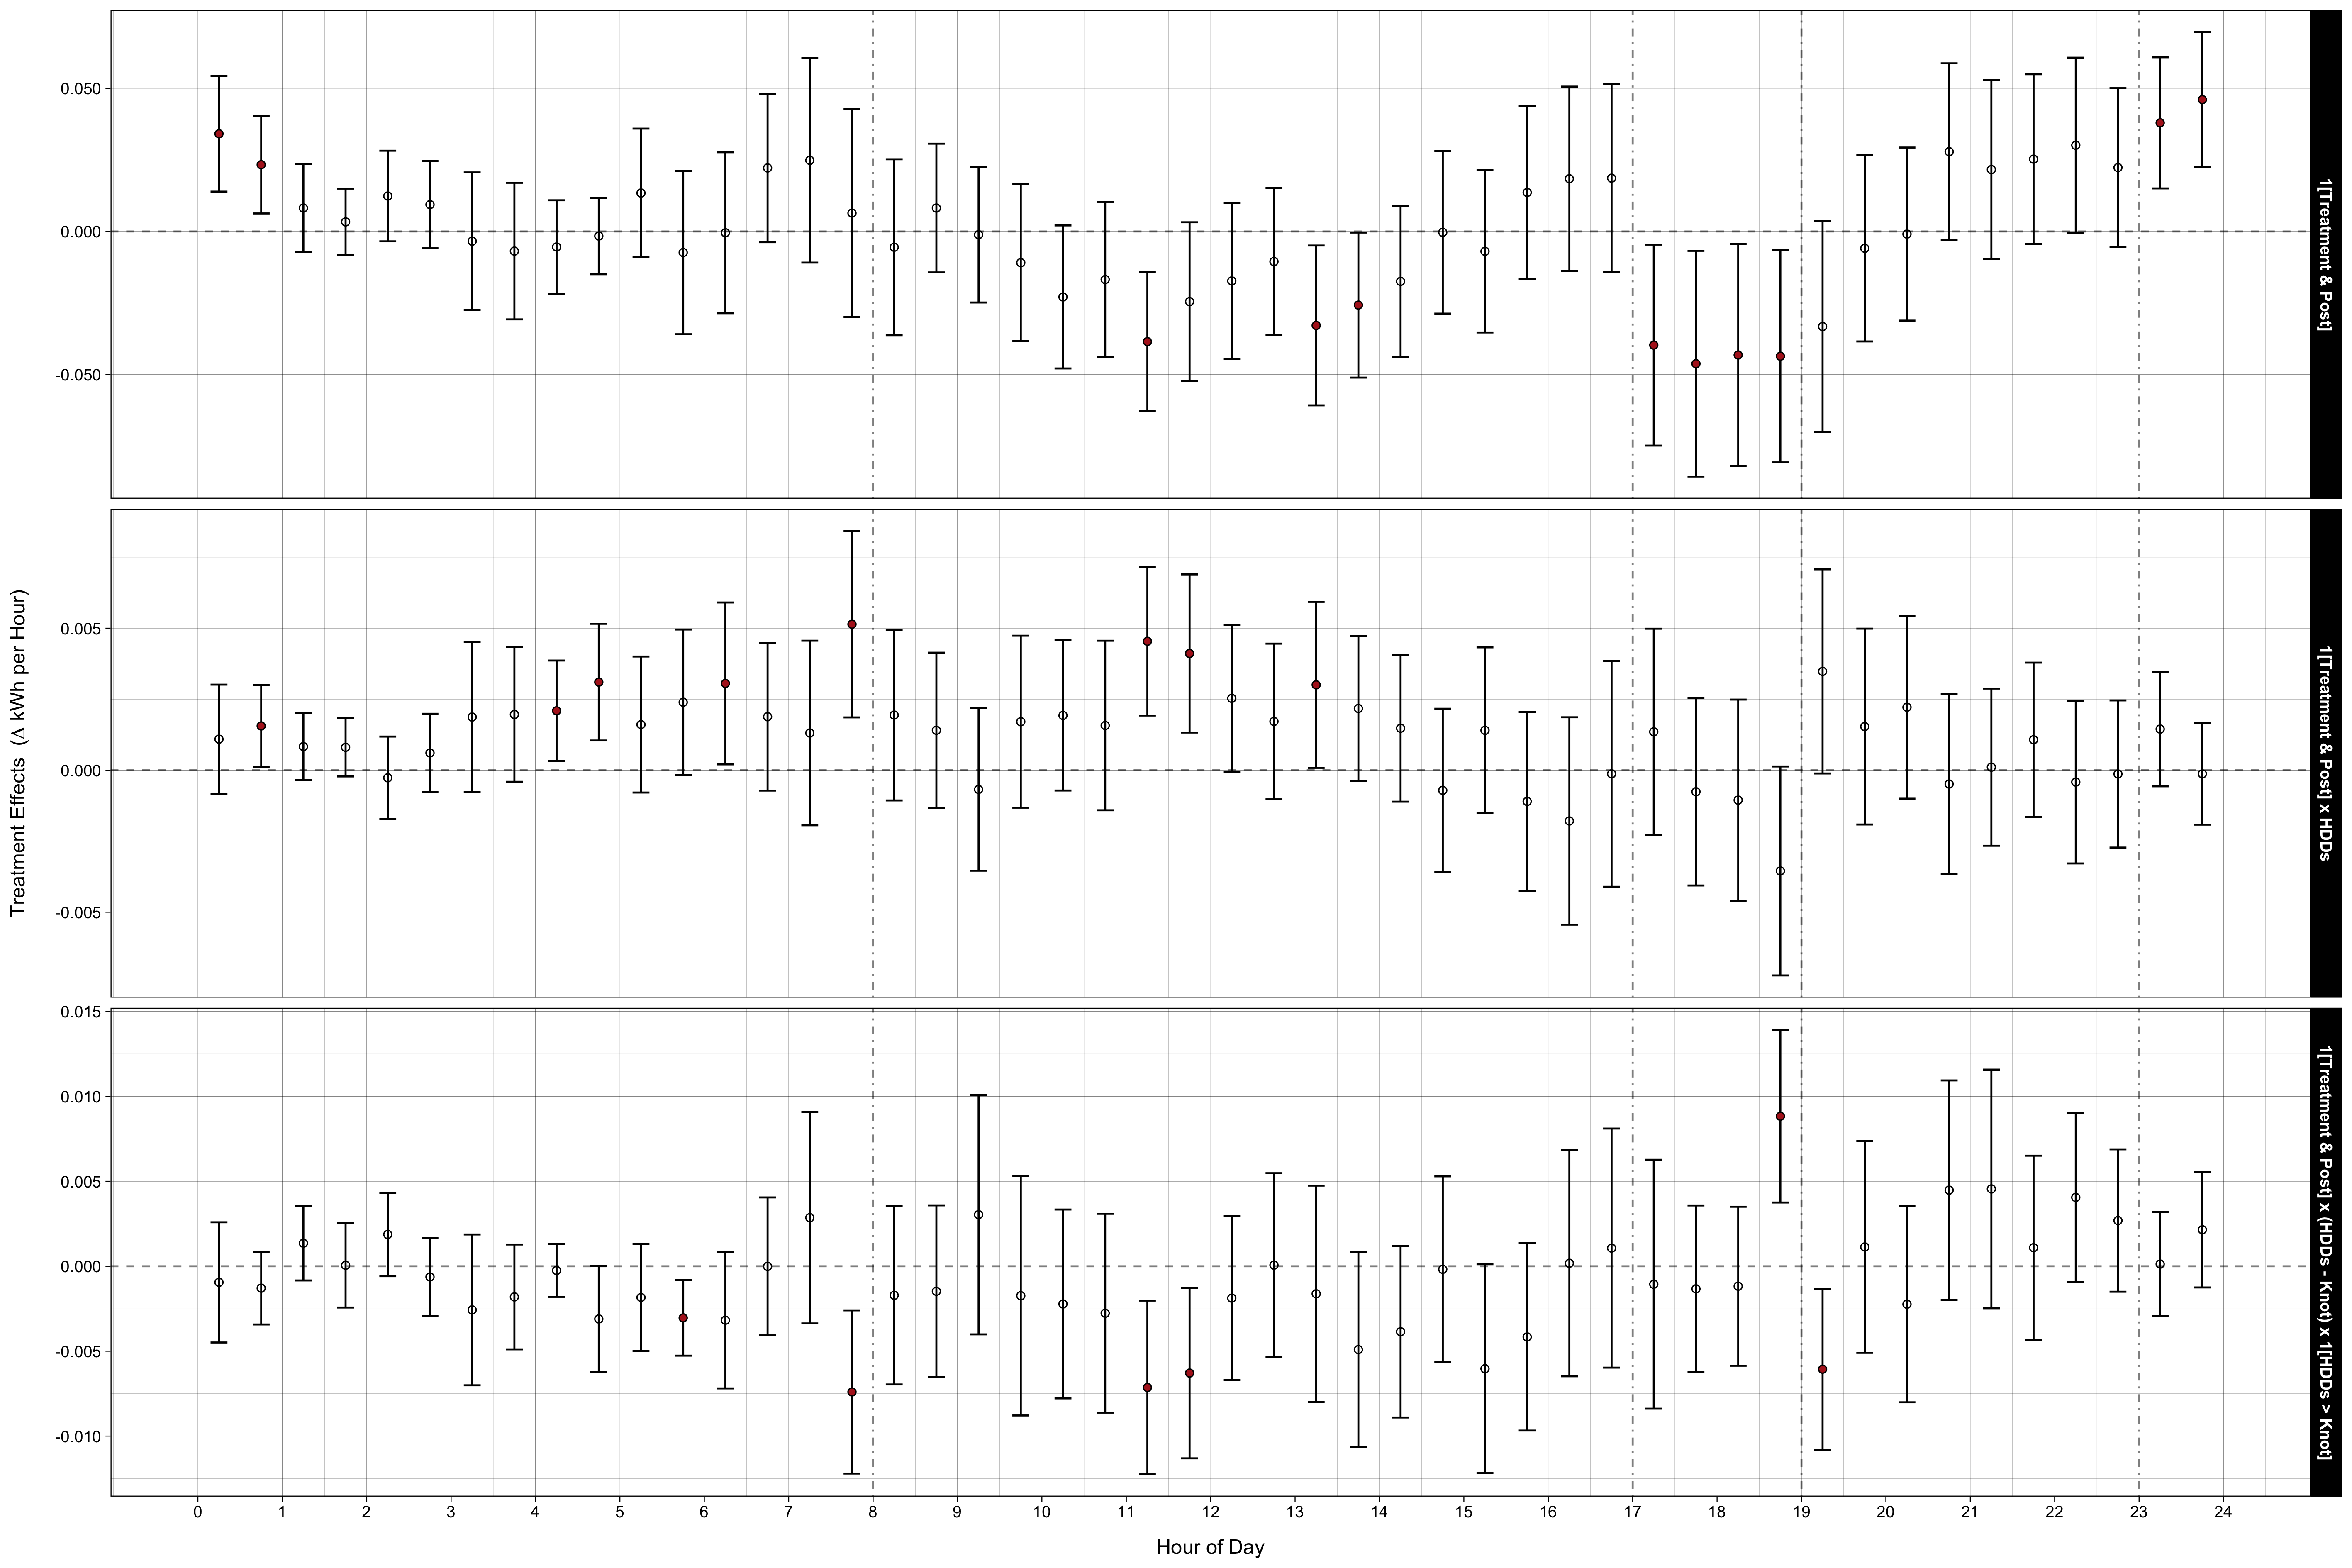 Treatment Effects (Δ kWh per Hour)
0.050
0.000
-0.050
1[Treatment & Post]
0.005
0.000
-0.005
1[Treatment & Post] x HDDs
0.015
0.010
0.005
0.000
-0.005
-0.010
1[Treatment & Post] x (HDDs - Knot) x 1[HDDs > Knot]
0 1 2 3 4 5 6 7 8 9 10 11 12 13 14 15 16 17 18 19 20 21 22 23 24
Hour of Day